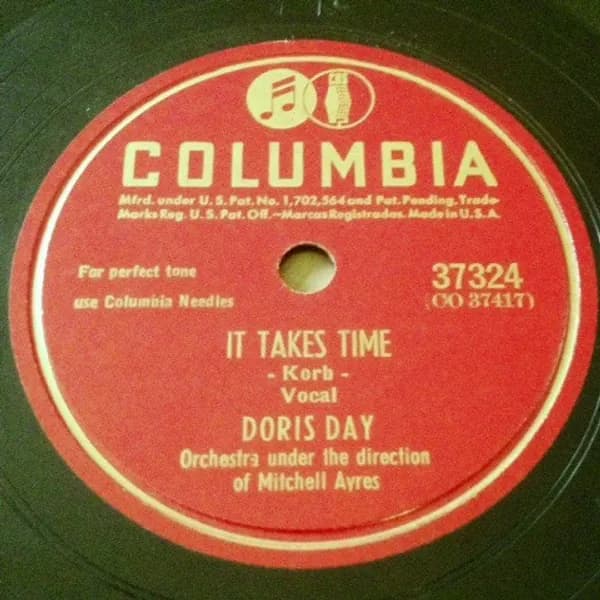 CBS
COLUMBIA
Mfrd. under U. S. Pat. No. 1,702,564 and Pat. Pending, Trade-
Marks Reg. U. S. Pat. Off.—Marcas Registradas. Made in U. S. A.
For perfect tone
use Columbia Needles
37324
(CO 37417)
IT TAKES TIME
- Korb -
Vocal
DORIS DAY
Orchestra under the direction
of Mitchell Ayres